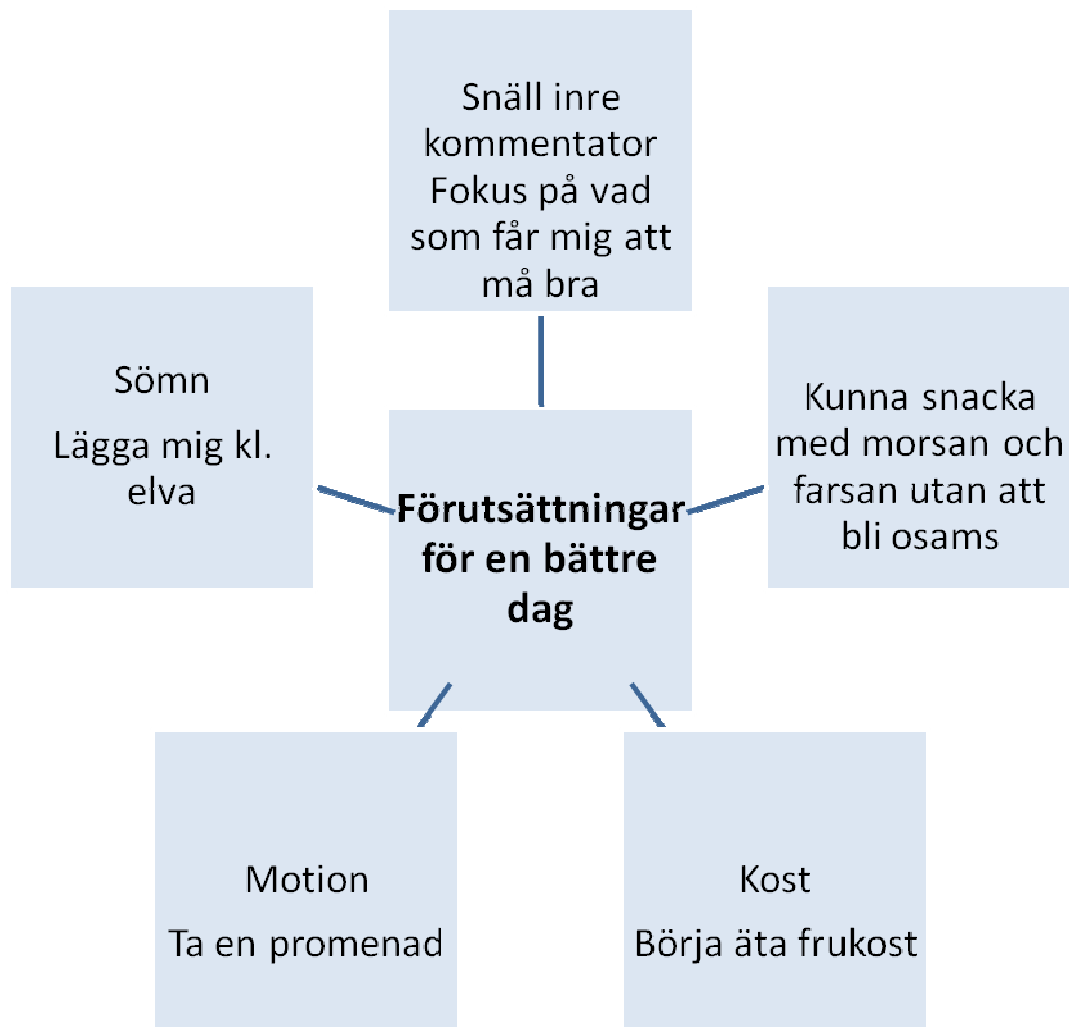 Snäll inre
kommentator
Fokus på vad
som får mig att
må bra
Sömn
Lägga mig kl.
elva
Kunna snacka
med morsan och
farsan utan att
bli osams
Förutsättningar
för en bättre
dag
Motion
Ta en promenad
Kost
Börja äta frukost